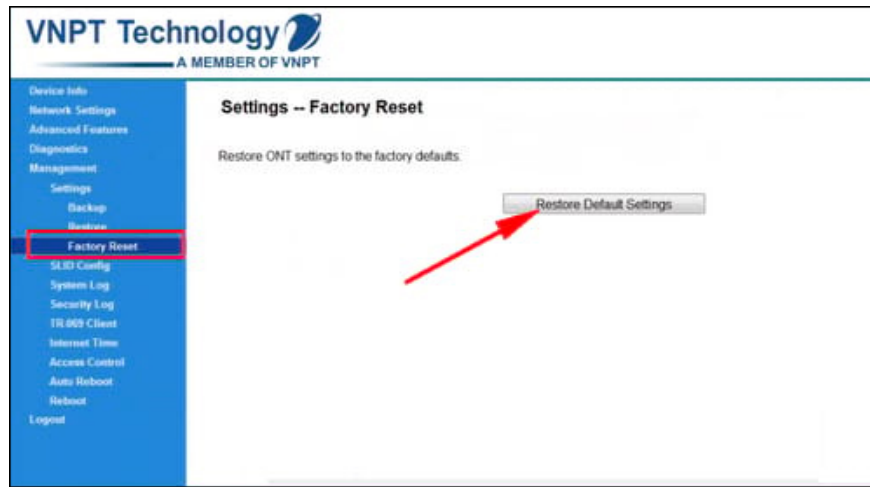 VNPT Technology
A MEMBER OF VNPT
Device Info
Network Settings
Advanced Features
Diagnostics
Management
Settings
Backup
Restore
Factory Reset
SLID Config
System Log
Security Log
TR-069 Client
Internet Time
Access Control
Auto Reboot
Reboot
Logout
Settings -- Factory Reset
Restore ONT settings to the factory defaults.
Restore Default Settings